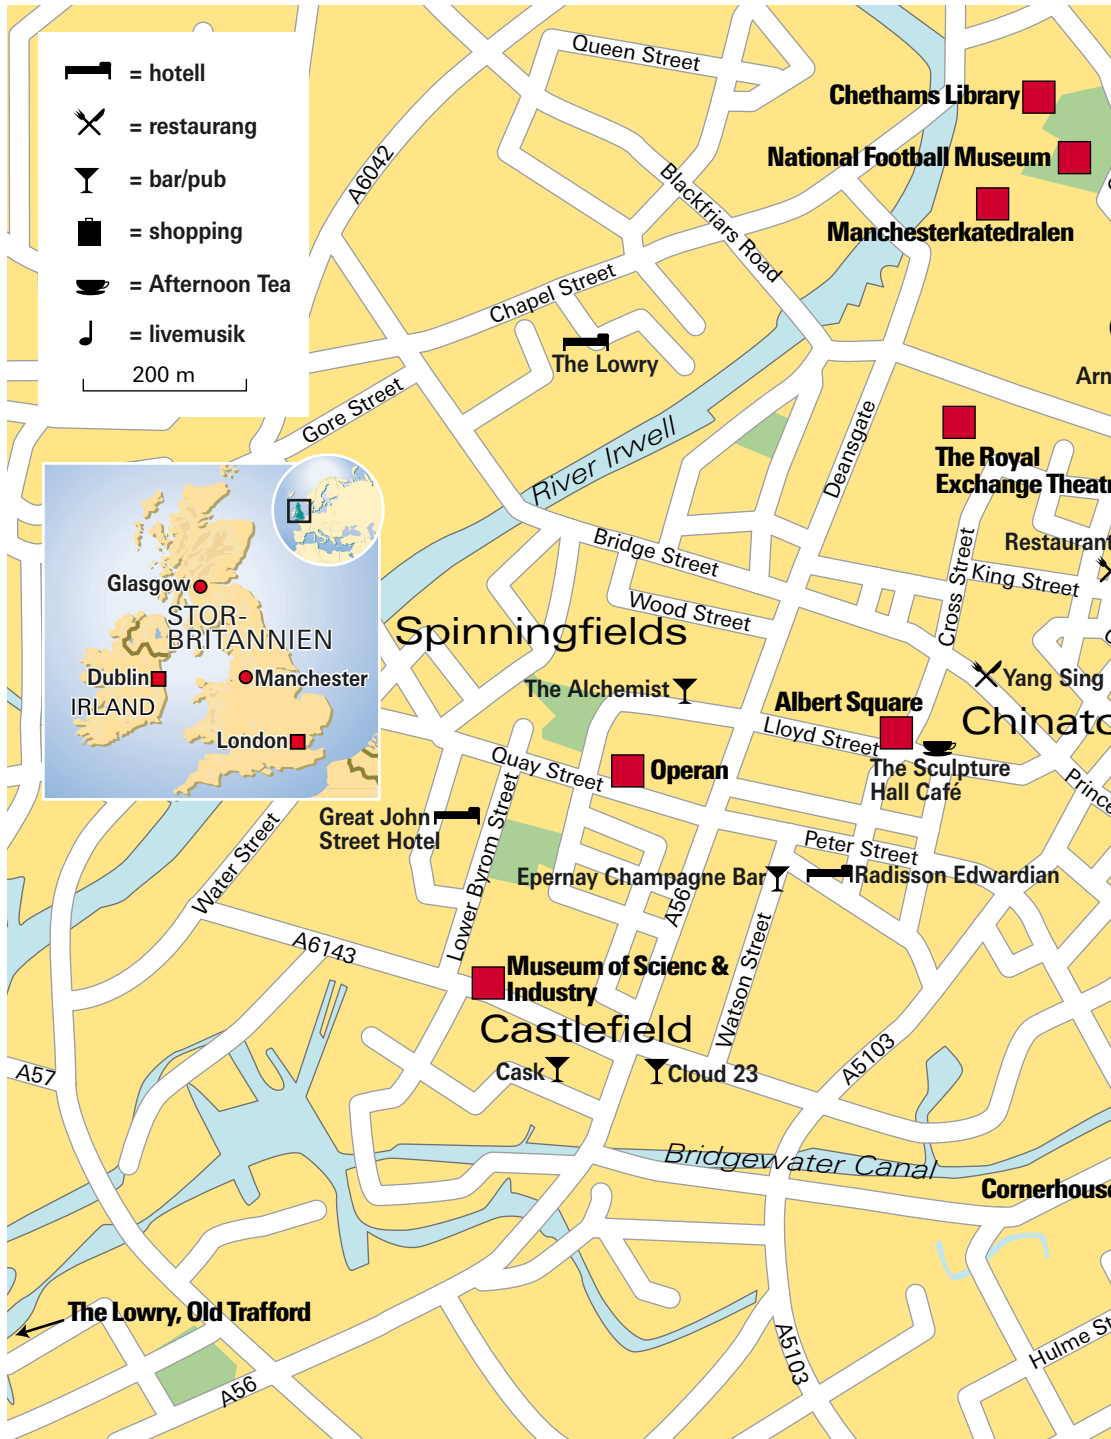 = hotell
= restaurang
= bar/pub
= shopping
= Afternoon Tea
= livemusik
200 m
Queen Street
A6042
Blackfriars Road
Chethams Library
National Football Museum
Manchesterkatedralen
Chapel Street
The Lowry
Gore Street
River Irwell
Deansgate
Arn
The Royal
Exchange Theatr
Restaurant
Bridge Street
Cross Street
King Street
Wood Street
Spinningfields
Glasgow
STOR-
BRITANNIEN
Dublin
Manchester
IRLAND
London
The Alchemist
Yang Sing
Albert Square
Chinato
Lloyd Street
Quay Street
Operan
The Sculpture
Hall Café
Prince
Great John
Street Hotel
Water Street
Lower Byrom Street
Peter Street
Epernay Champagne Bar
Radisson Edwardian
A56
A6143
Watson Street
Museum of Scienc &
Industry
Castlefield
Cask
Cloud 23
A5103
A57
Bridgewater Canal
Cornerhouse
The Lowry, Old Trafford
A5103
Hulme St
A56